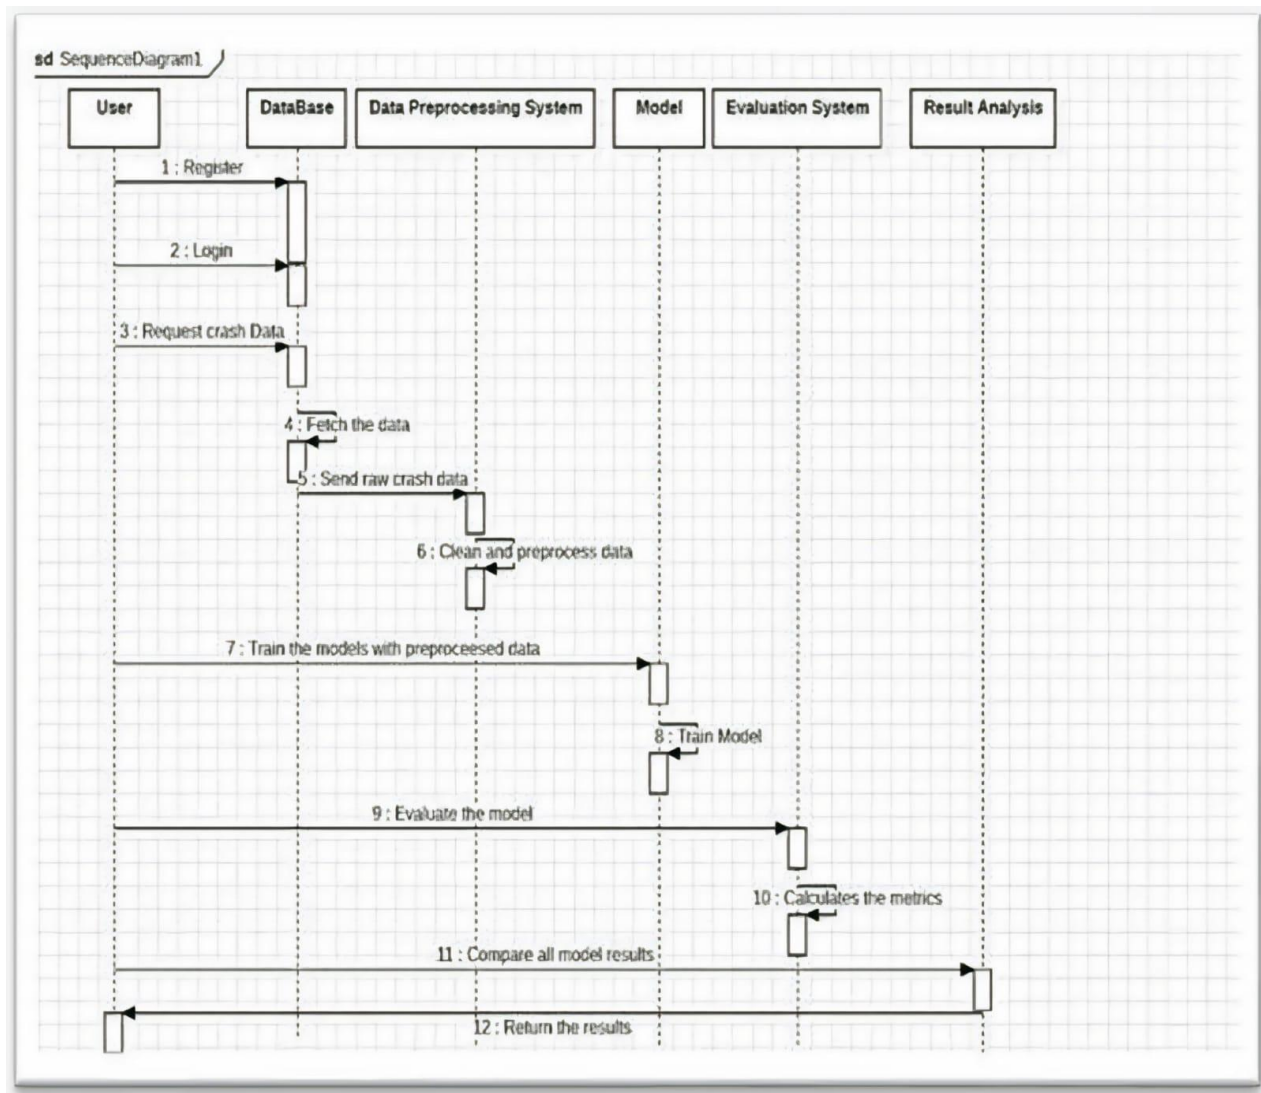 sd SequenceDiagram1
User
DataBase
Data Preprocessing System
Model
Evaluation System
Result Analysis
1 : Register
2 : Login
3 : Request crash Data
4 : Fetch the data
5 : Send raw crash data
6 : Clean and preprocess data
7 : Train the models with preproceesed data
8 : Train Model
9 : Evaluate the model
10 : Calculates the metrics
11 : Compare all model results
12 : Return the results